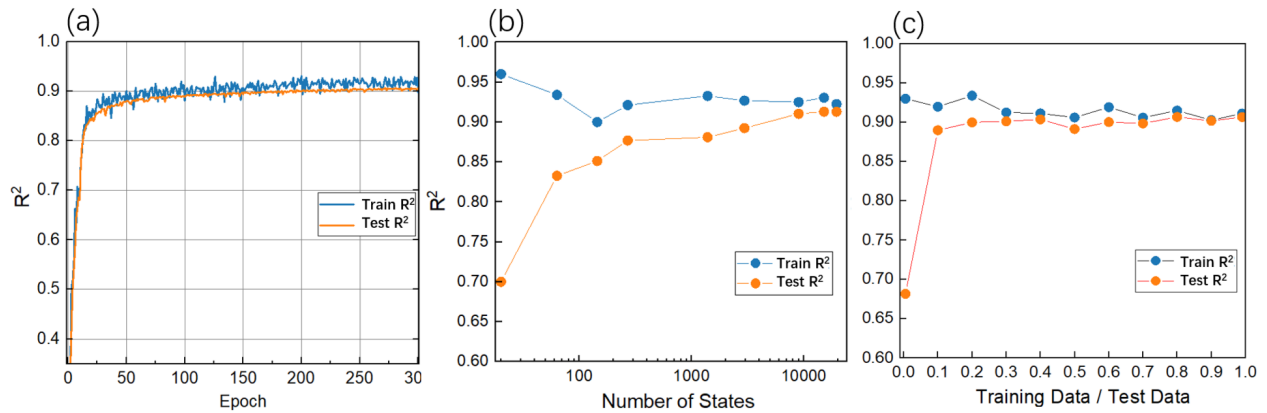 (a)
1.0
0.9
0.8
0.7
0.6
0.5
0.4
R²
Train R²
Test R²
0 50 100 150 200 250 300
Epoch
(b)
1.00
0.95
0.90
0.85
0.80
0.75
0.70
0.65
0.60
R²
Train R²
Test R²
100 1000 10000
Number of States
(c)
1.00
0.95
0.90
0.85
0.80
0.75
0.70
0.65
0.60
Train R²
Test R²
0.0 0.1 0.2 0.3 0.4 0.5 0.6 0.7 0.8 0.9 1.0
Training Data / Test Data